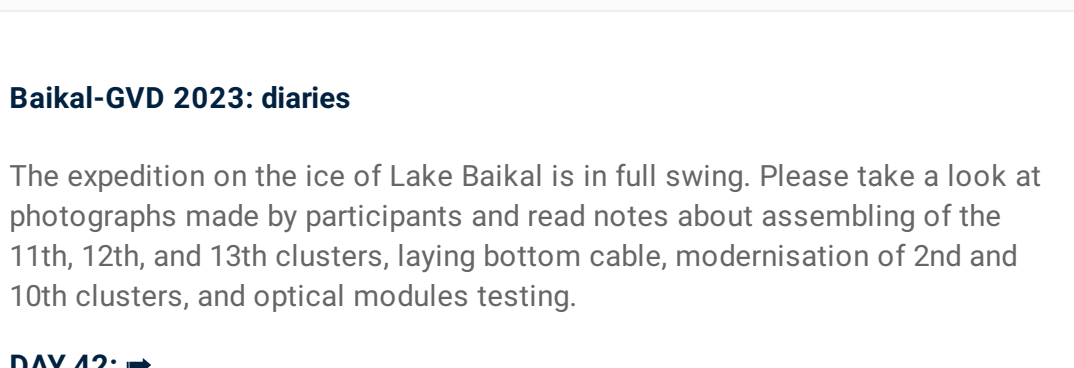 Baikal-GVD 2023: diaries
The expedition on the ice of Lake Baikal is in full swing. Please take a look at
photographs made by participants and read notes about assembling of the
11th, 12th, and 13th clusters, laying bottom cable, modernisation of 2nd and
10th clusters, and optical modules testing.
DAY 42: ➡